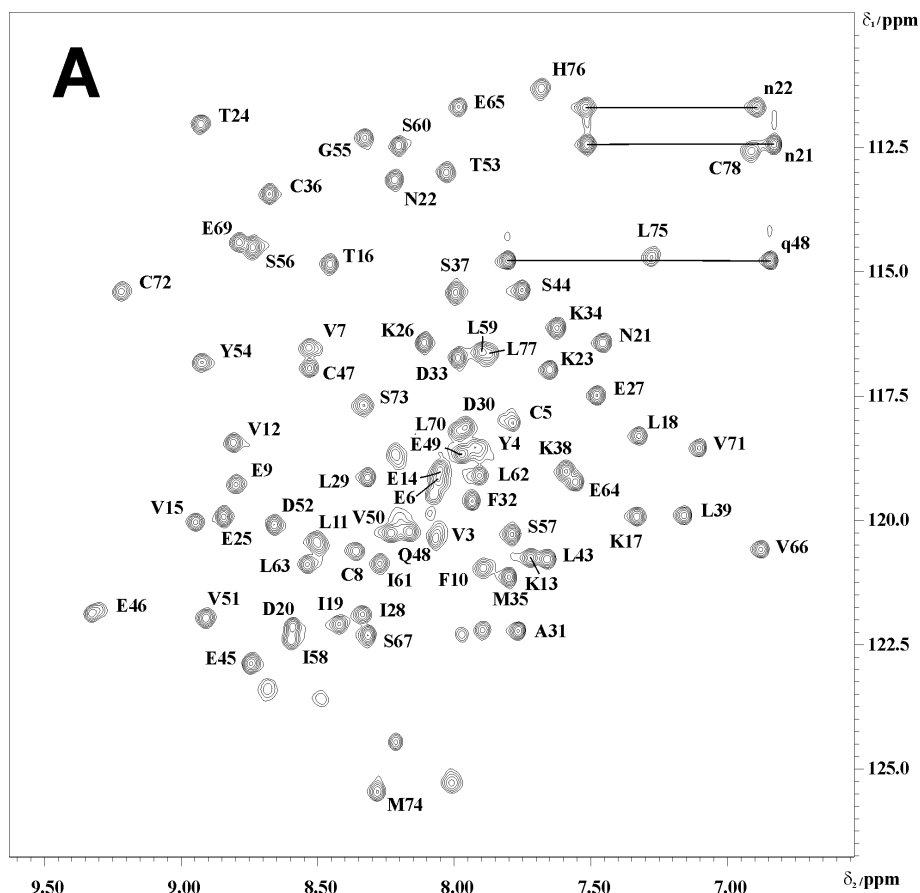 A
δ₁/ppm
H76
n22
T24
E65
S60
G55
n21
112.5
C78
T53
C36
N22
E69
L75
q48
S56
T16
115.0
C72
S37
S44
K34
L59
V7
K26
N21
L77
Y54
D33
K23
C47
117.5
S73
E27
D30
C5
L70
L18
V12
E49
Y4
K38
V71
E14
L62
E9
L29
E64
E6
F32
V15
D52
V50
L39
120.0
L11
S57
E25
V3
K17
Q48
L43
V66
L63
C8
F10
K13
I61
M35
E46
V51
D20
I19
I28
A31
S67
122.5
E45
I58
125.0
M74
9.50
9.00
8.50
8.00
7.50
7.00
δ₂/ppm